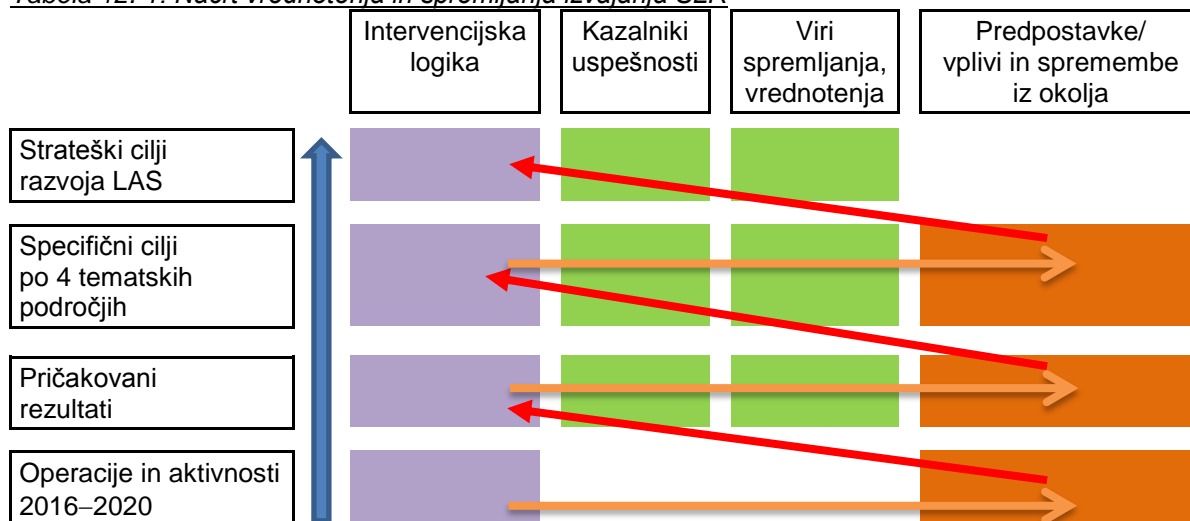 Intervencijska
logika
Kazalniki
uspešnosti
Viri
spremljanja,
vrednotenja
Predpostavke/
vplivi in spremembe
iz okolja
Strateški cilji
razvoja LAS
Specifični cilji
po 4 tematskih
področjih
Pričakovani
rezultati
Operacije in aktivnosti
2016–2020